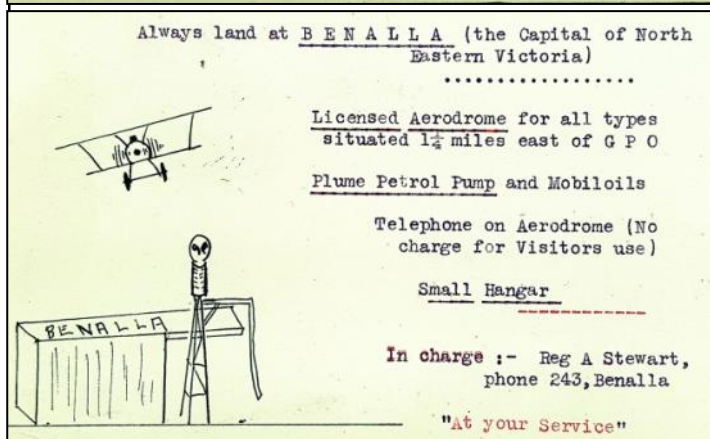 Always land at B E N A L L A (the Capital of North
Eastern Victoria)
..................
Licensed Aerodrome for all types
situated 1¼ miles east of G P O
Plume Petrol Pump and Mobiloils
Telephone on Aerodrome (No
charge for Visitors use)
Small Hangar
------------
BENALLA
In charge :- Reg A Stewart,
phone 243, Benalla
"At your Service"